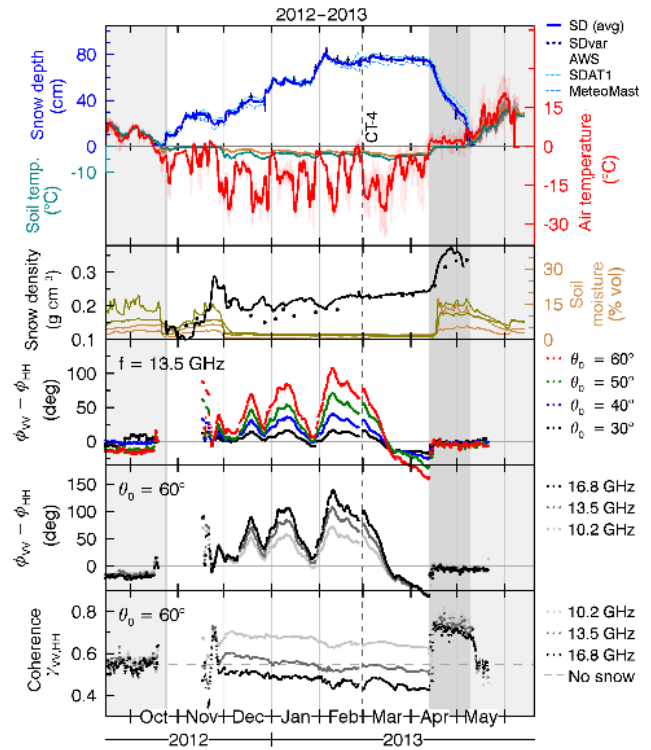 2012−2013
SD (avg)
SDvar
AWS
SDAT1
MeteoMast
Snow depth
(cm)
80
40
0
Soil temp.
(°C)
-10
CT-4
15
0
-15
-30
Air temperature
(°C)
Snow density
(g cm⁻³)
0.3
0.2
0.1
30
15
0
Soil
moisture
(% vol)
f = 13.5 GHz
ϕVV − ϕHH
(deg)
100
50
0
θ0 = 60°
θ0 = 50°
θ0 = 40°
θ0 = 30°
θ0 = 60°
ϕVV − ϕHH
(deg)
150
100
50
0
16.8 GHz
13.5 GHz
10.2 GHz
θ0 = 60°
Coherence
γVV,HH
0.8
0.6
0.4
10.2 GHz
13.5 GHz
16.8 GHz
No snow
Oct Nov Dec Jan Feb Mar Apr May
2012 2013